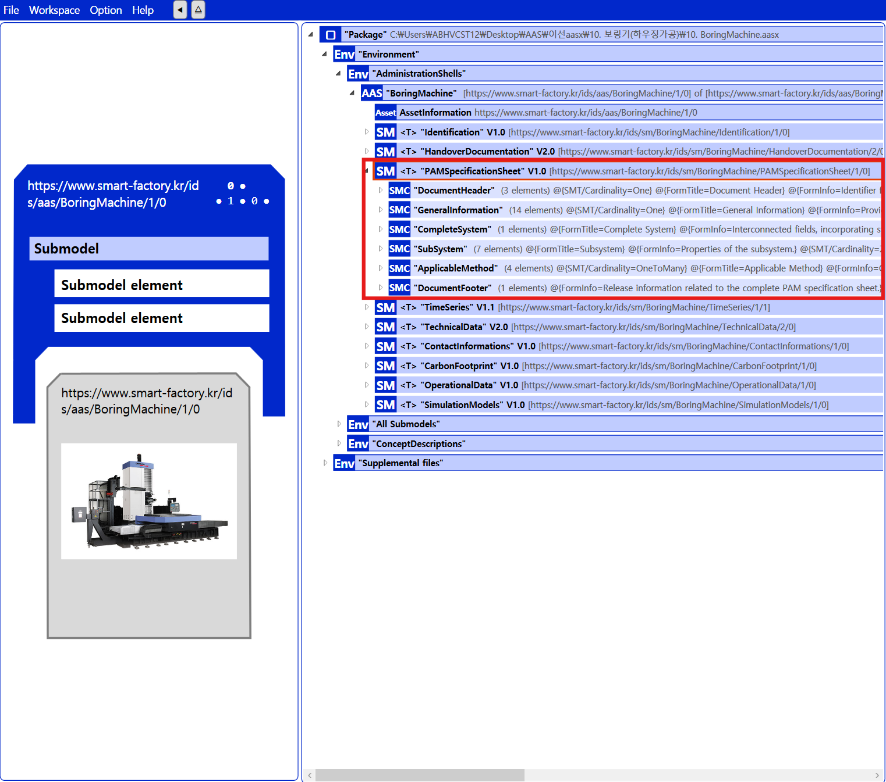 File Workspace Option Help
https://www.smart-factory.kr/id
s/aas/BoringMachine/1/0
0
1 0
Submodel
Submodel element
Submodel element
https://www.smart-factory.kr/id
s/aas/BoringMachine/1/0
"Package" C:₩Users₩ABHVCST12₩Desktop₩AAS₩이선aasx₩10. 보링기(하우징가공)₩10. BoringMachine.aasx
Env "Environment"
Env "AdministrationShells"
AAS "BoringMachine" [https://www.smart-factory.kr/ids/aas/BoringMachine/1/0] of [https://www.smart-factory.kr/ids/aas/Boring
Asset AssetInformation https://www.smart-factory.kr/ids/aas/BoringMachine/1/0
SM <T> "Identification" V1.0 [https://www.smart-factory.kr/ids/sm/BoringMachine/Identification/1/0]
SM <T> "HandoverDocumentation" V2.0 [https://www.smart-factory.kr/ids/sm/BoringMachine/HandoverDocumentation/2/0
SM <T> "PAMSpecificationSheet" V1.0 [https://www.smart-factory.kr/ids/sm/BoringMachine/PAMSpecificationSheet/1/0]
SMC "DocumentHeader" (3 elements) @{SMT/Cardinality=One} @{FormTitle=Document Header} @{FormInfo=Identifier
SMC "GeneralInformation" (14 elements) @{SMT/Cardinality=One} @{FormTitle=General Information} @{FormInfo=Provi
SMC "CompleteSystem" (1 elements) @{FormTitle=Complete System} @{FormInfo=Interconnected fields, incorporating s
SMC "SubSystem" (7 elements) @{FormTitle=Subsystem} @{FormInfo=Properties of the subsystem.} @{SMT/Cardinality=
SMC "ApplicableMethod" (4 elements) @{SMT/Cardinality=OneToMany} @{FormTitle=Applicable Method} @{FormInfo=
SMC "DocumentFooter" (1 elements) @{FormInfo=Release information related to the complete PAM specification sheet.}
SM <T> "TimeSeries" V1.1 [https://www.smart-factory.kr/ids/sm/BoringMachine/TimeSeries/1/1]
SM <T> "TechnicalData" V2.0 [https://www.smart-factory.kr/ids/sm/BoringMachine/TechnicalData/2/0]
SM <T> "ContactInformations" V1.0 [https://www.smart-factory.kr/ids/sm/BoringMachine/ContactInformations/1/0]
SM <T> "CarbonFootprint" V1.0 [https://www.smart-factory.kr/ids/sm/BoringMachine/CarbonFootprint/1/0]
SM <T> "OperationalData" V1.0 [https://www.smart-factory.kr/ids/sm/BoringMachine/OperationalData/1/0]
SM <T> "SimulationModels" V1.0 [https://www.smart-factory.kr/ids/sm/BoringMachine/SimulationModels/1/0]
Env "All Submodels"
Env "ConceptDescriptions"
Env "Supplemental files"